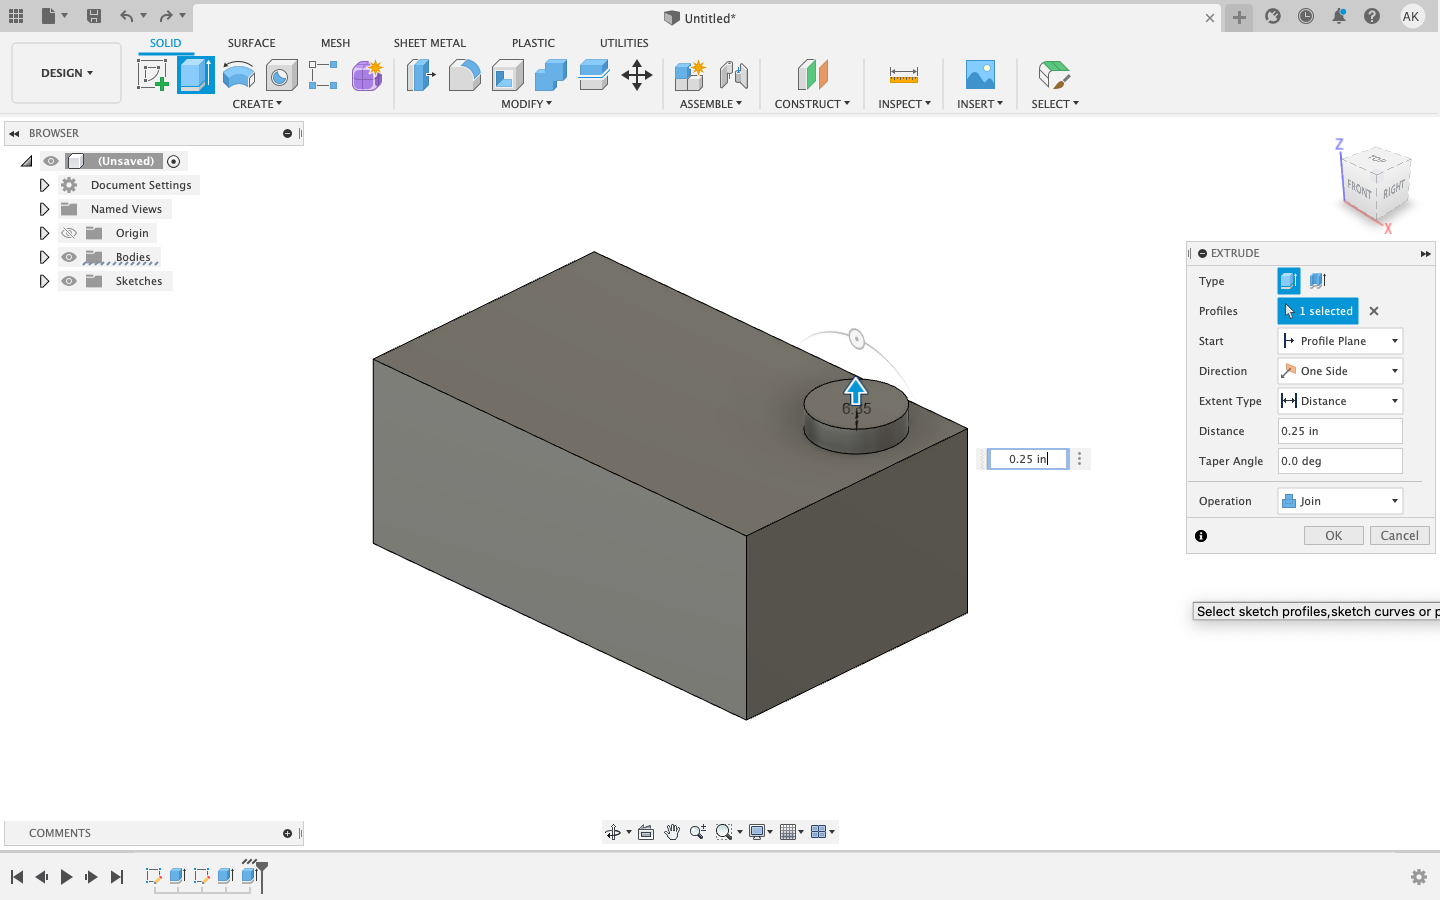 Untitled*
AK
DESIGN
SOLID SURFACE MESH SHEET METAL PLASTIC UTILITIES
CREATE MODIFY ASSEMBLE CONSTRUCT INSPECT INSERT SELECT
BROWSER
(Unsaved)
Document Settings
Named Views
Origin
Bodies
Sketches
Z
TOP
FRONT RIGHT
X
6.35
0.25 in
EXTRUDE
Type
Profiles 1 selected
Start Profile Plane
Direction One Side
Extent Type Distance
Distance 0.25 in
Taper Angle 0.0 deg
Operation Join
OK Cancel
Select sketch profiles,sketch curves or p
COMMENTS